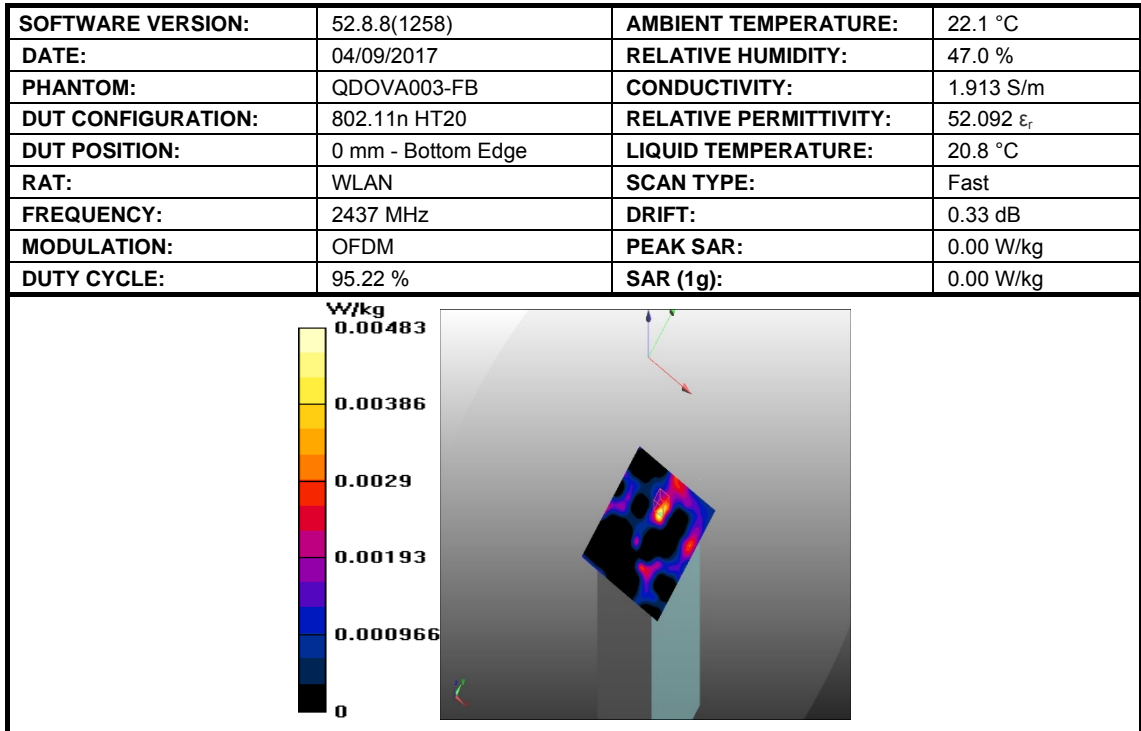 SOFTWARE VERSION: 52.8.8(1258) AMBIENT TEMPERATURE: 22.1 °C
DATE: 04/09/2017 RELATIVE HUMIDITY: 47.0 %
PHANTOM: QDOVA003-FB CONDUCTIVITY: 1.913 S/m
DUT CONFIGURATION: 802.11n HT20 RELATIVE PERMITTIVITY: 52.092 εr
DUT POSITION: 0 mm - Bottom Edge LIQUID TEMPERATURE: 20.8 °C
RAT: WLAN SCAN TYPE: Fast
FREQUENCY: 2437 MHz DRIFT: 0.33 dB
MODULATION: OFDM PEAK SAR: 0.00 W/kg
DUTY CYCLE: 95.22 % SAR (1g): 0.00 W/kg
W/kg
0.00483
0.00386
0.0029
0.00193
0.000966
0